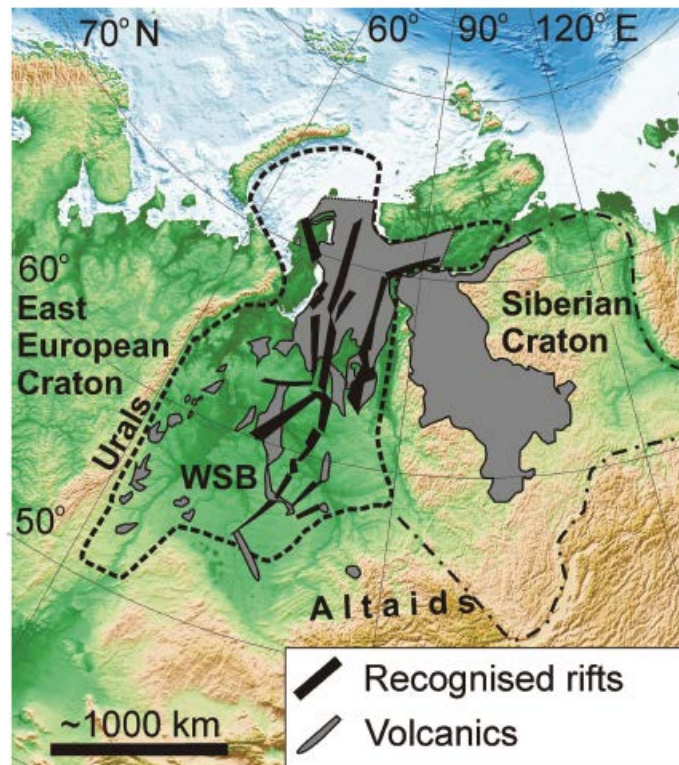 70° N
60° 90° 120° E
60°
East
European
Craton
Siberian
Craton
Urals
WSB
50°
Altaids
Recognised rifts
~1000 km
Volcanics